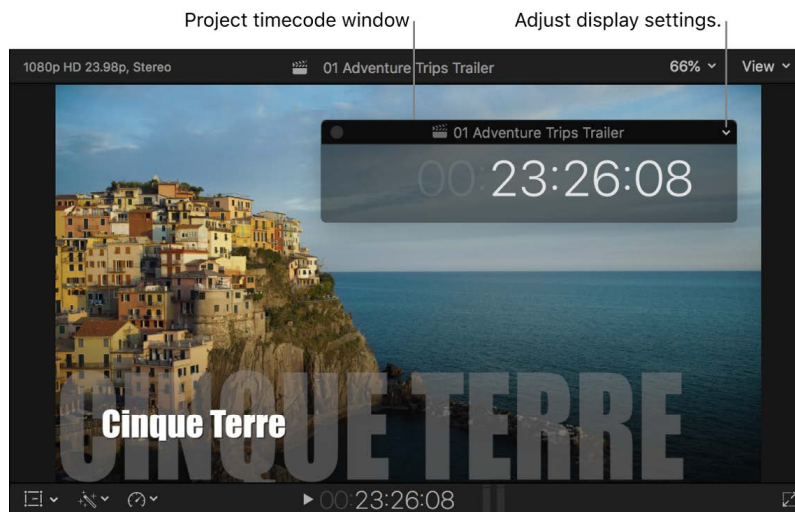 Project timecode window
Adjust display settings.
1080p HD 23.98p, Stereo
01 Adventure Trips Trailer
66%
View
01 Adventure Trips Trailer
00:23:26:08
CINQUE TERRE
Cinque Terre
00:23:26:08